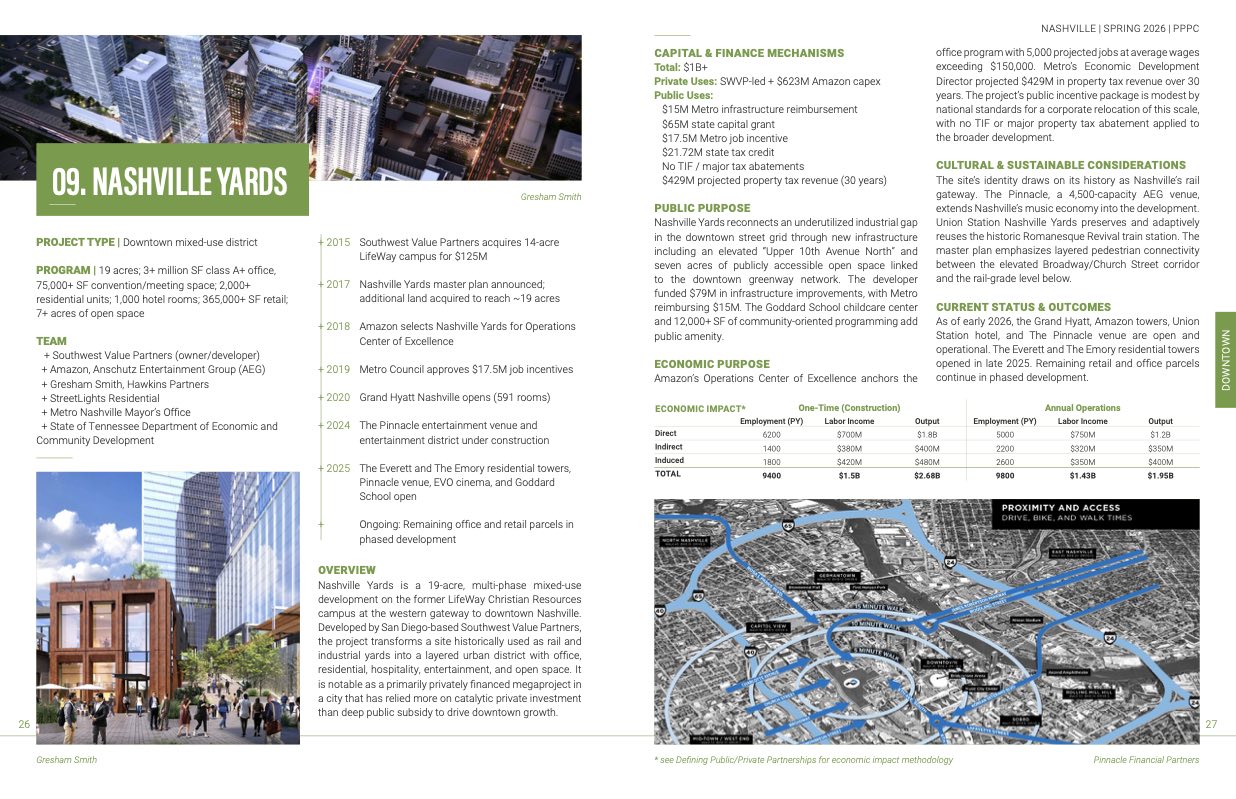 09. NASHVILLE YARDS
Gresham Smith
PROJECT TYPE | Downtown mixed-use district
PROGRAM | 19 acres; 3+ million SF class A+ office,
75,000+ SF convention/meeting space; 2,000+
residential units; 1,000 hotel rooms; 365,000+ SF retail;
7+ acres of open space
TEAM
+ Southwest Value Partners (owner/developer)
+ Amazon, Anschutz Entertainment Group (AEG)
+ Gresham Smith, Hawkins Partners
+ StreetLights Residential
+ Metro Nashville Mayor's Office
+ State of Tennessee Department of Economic and
Community Development
+ 2015 Southwest Value Partners acquires 14-acre
LifeWay campus for $125M
+ 2017 Nashville Yards master plan announced;
additional land acquired to reach ~19 acres
+ 2018 Amazon selects Nashville Yards for Operations
Center of Excellence
+ 2019 Metro Council approves $17.5M job incentives
+ 2020 Grand Hyatt Nashville opens (591 rooms)
+ 2024 The Pinnacle entertainment venue and
entertainment district under construction
+ 2025 The Everett and The Emory residential towers,
Pinnacle venue, EVO cinema, and Goddard
School open
+ Ongoing: Remaining office and retail parcels in
phased development
OVERVIEW
Nashville Yards is a 19-acre, multi-phase mixed-use
development on the former LifeWay Christian Resources
campus at the western gateway to downtown Nashville.
Developed by San Diego-based Southwest Value Partners,
the project transforms a site historically used as rail and
industrial yards into a layered urban district with office,
residential, hospitality, entertainment, and open space. It
is notable as a primarily privately financed megaproject in
a city that has relied more on catalytic private investment
than deep public subsidy to drive downtown growth.
26
Gresham Smith
NASHVILLE | SPRING 2026 | PPPC
CAPITAL & FINANCE MECHANISMS
Total: $1B+
Private Uses: SWVP-led + $623M Amazon capex
Public Uses:
$15M Metro infrastructure reimbursement
$65M state capital grant
$17.5M Metro job incentive
$21.72M state tax credit
No TIF / major tax abatements
$429M projected property tax revenue (30 years)
PUBLIC PURPOSE
Nashville Yards reconnects an underutilized industrial gap
in the downtown street grid through new infrastructure
including an elevated "Upper 10th Avenue North" and
seven acres of publicly accessible open space linked
to the downtown greenway network. The developer
funded $79M in infrastructure improvements, with Metro
reimbursing $15M. The Goddard School childcare center
and 12,000+ SF of community-oriented programming add
public amenity.
ECONOMIC PURPOSE
Amazon's Operations Center of Excellence anchors the
office program with 5,000 projected jobs at average wages
exceeding $150,000. Metro's Economic Development
Director projected $429M in property tax revenue over 30
years. The project's public incentive package is modest by
national standards for a corporate relocation of this scale,
with no TIF or major property tax abatement applied to
the broader development.
CULTURAL & SUSTAINABLE CONSIDERATIONS
The site's identity draws on its history as Nashville's rail
gateway. The Pinnacle, a 4,500-capacity AEG venue,
extends Nashville's music economy into the development.
Union Station Nashville Yards preserves and adaptively
reuses the historic Romanesque Revival train station. The
master plan emphasizes layered pedestrian connectivity
between the elevated Broadway/Church Street corridor
and the rail-grade level below.
CURRENT STATUS & OUTCOMES
As of early 2026, the Grand Hyatt, Amazon towers, Union
Station hotel, and The Pinnacle venue are open and
operational. The Everett and The Emory residential towers
opened in late 2025. Remaining retail and office parcels
continue in phased development.
DOWNTOWN
ECONOMIC IMPACT* One-Time (Construction) Annual Operations
Employment (PY) Labor Income Output Employment (PY) Labor Income Output
Direct 6200 $700M $1.8B 5000 $750M $1.2B
Indirect 1400 $380M $400M 2200 $320M $350M
Induced 1800 $420M $480M 2600 $350M $400M
TOTAL 9400 $1.5B $2.68B 9800 $1.43B $1.95B
PROXIMITY AND ACCESS
DRIVE, BIKE, AND WALK TIMES
65
NORTH NASHVILLE
EAST NASHVILLE
24
GERMANTOWN
65
40
15 MINUTE WALK
10 MINUTE WALK
CAPITOL VIEW
5 MINUTE WALK
40
DOWNTOWN
24
ROLLING MILL HILL
SOBRO
24
MID-TOWN / WEST END
27
* see Defining Public/Private Partnerships for economic impact methodology
Pinnacle Financial Partners